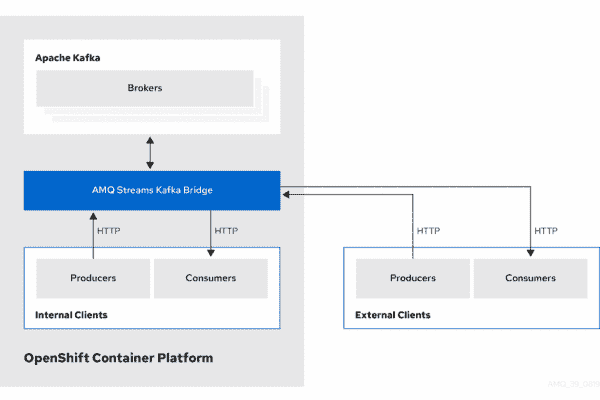 Apache Kafka
Brokers
AMQ Streams Kafka Bridge
HTTP
HTTP
HTTP
HTTP
Producers
Consumers
Producers
Consumers
Internal Clients
External Clients
OpenShift Container Platform